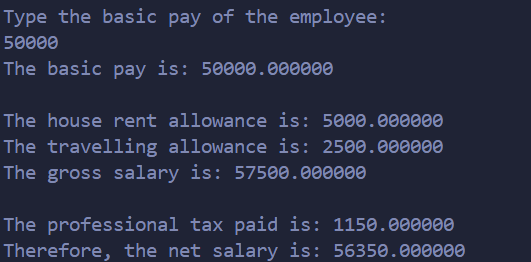 Type the basic pay of the employee:
50000
The basic pay is: 50000.000000
The house rent allowance is: 5000.000000
The travelling allowance is: 2500.000000
The gross salary is: 57500.000000
The professional tax paid is: 1150.000000
Therefore, the net salary is: 56350.000000